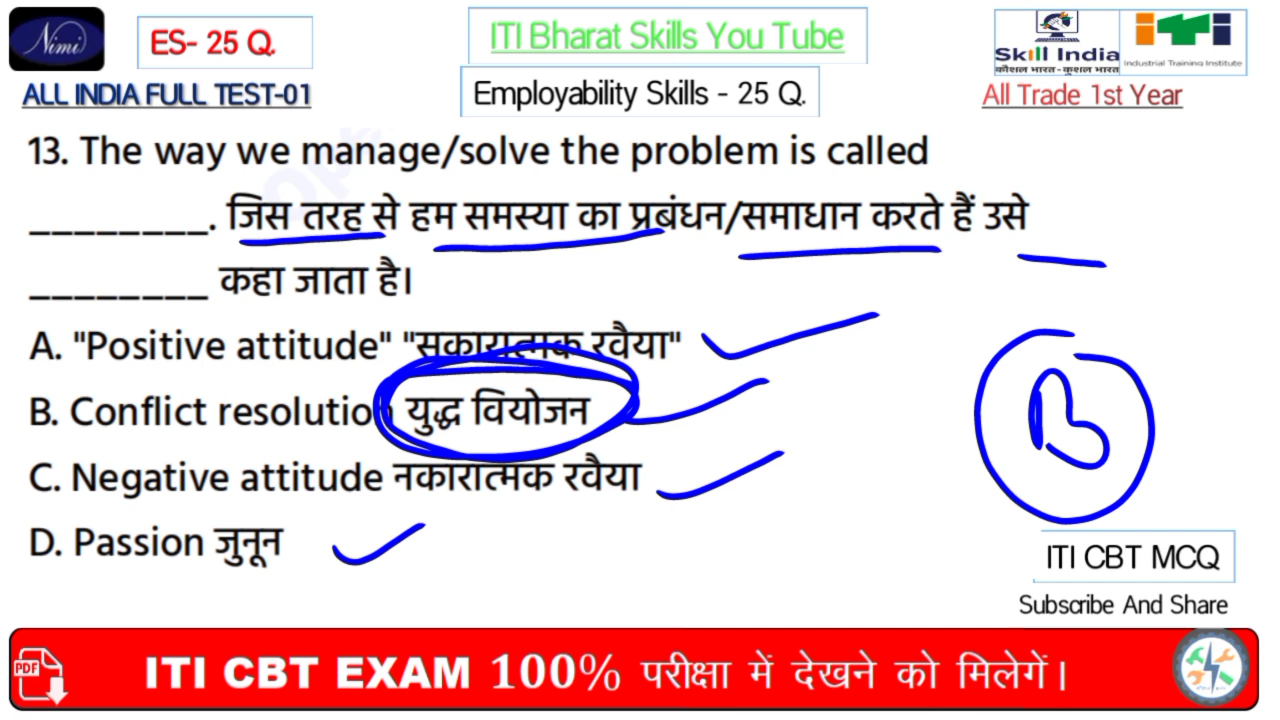 Nimi
ES- 25 Q.
ITI Bharat Skills You Tube
Skill India
कौशल भारत-कुशल भारत
Industrial Training Institute
ALL INDIA FULL TEST-01
Employability Skills - 25 Q.
All Trade 1st Year
13. The way we manage/solve the problem is called
________. जिस तरह से हम समस्या का प्रबंधन/समाधान करते हैं उसे
________ कहा जाता है।
A. "Positive attitude" "सकारात्मक रवैया"
B. Conflict resolution युद्ध वियोजन
C. Negative attitude नकारात्मक रवैया
D. Passion जुनून
B
ITI CBT MCQ
Subscribe And Share
PDF
ITI CBT EXAM 100% परीक्षा में देखने को मिलेगें।